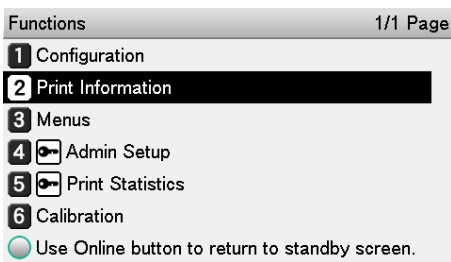 Functions 1/1 Page
1 Configuration
2 Print Information
3 Menus
4 Admin Setup
5 Print Statistics
6 Calibration
Use Online button to return to standby screen.